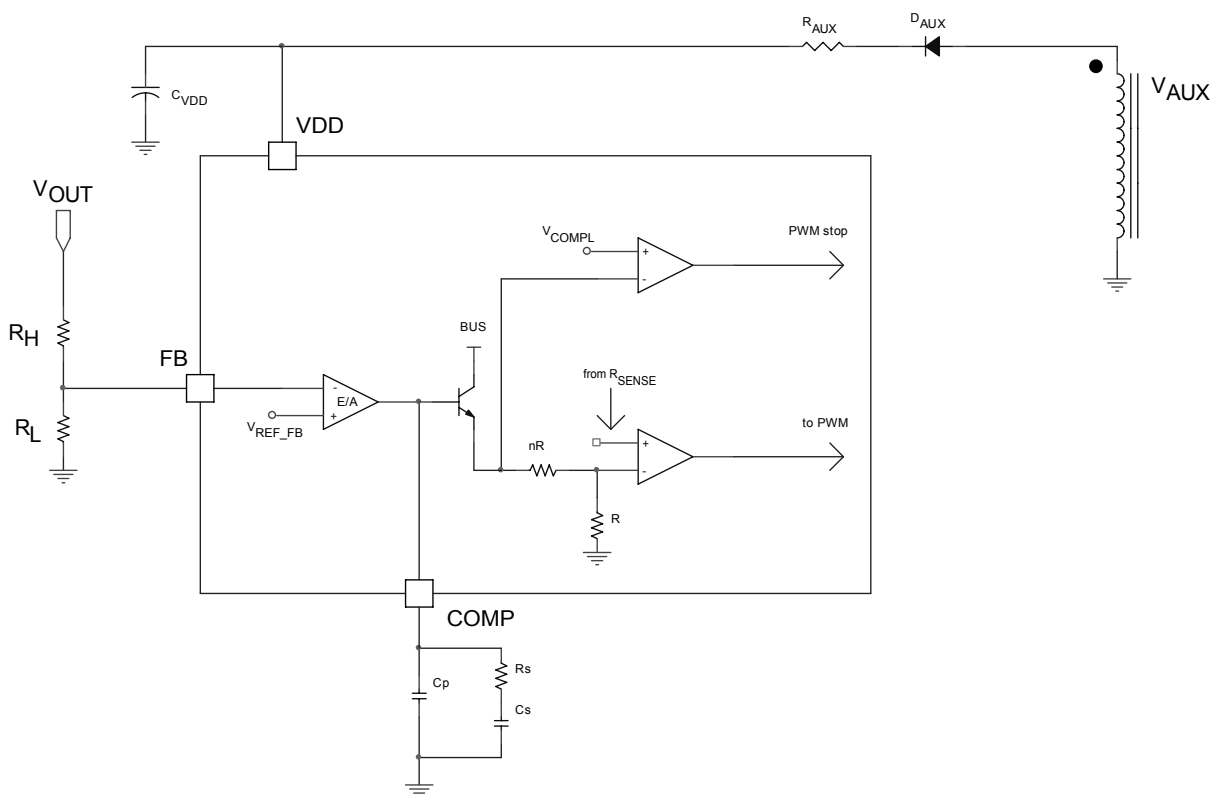 RAUX
DAUX
VAUX
CVDD
VDD
VOUT
VCOMPL
PWM stop
+
-
BUS
RH
FB
from RSENSE
-
E/A
+
VREF_FB
RL
nR
+
-
to PWM
R
COMP
Rs
Cp
Cs